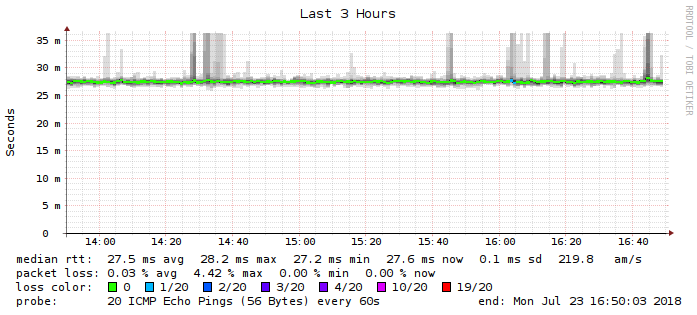 Last 3 Hours
RRDTOOL / TOBI OETIKER
Seconds
35 m
30 m
25 m
20 m
15 m
10 m
5 m
0
14:00 14:20 14:40 15:00 15:20 15:40 16:00 16:20 16:40
median rtt: 27.5 ms avg 28.2 ms max 27.2 ms min 27.6 ms now 0.1 ms sd 219.8 am/s
packet loss: 0.03 % avg 4.42 % max 0.00 % min 0.00 % now
loss color: 0 1/20 2/20 3/20 4/20 10/20 19/20
probe: 20 ICMP Echo Pings (56 Bytes) every 60s end: Mon Jul 23 16:50:03 2018